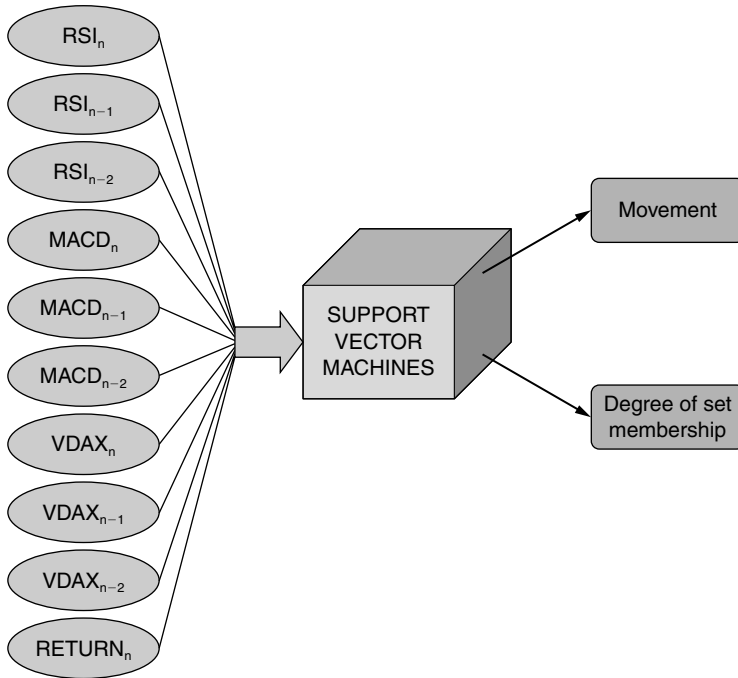 RSIₙ
RSIₙ₋₁
RSIₙ₋₂
MACDₙ
MACDₙ₋₁
MACDₙ₋₂
VDAXₙ
VDAXₙ₋₁
VDAXₙ₋₂
RETURNₙ
SUPPORT
VECTOR
MACHINES
Movement
Degree of set
membership